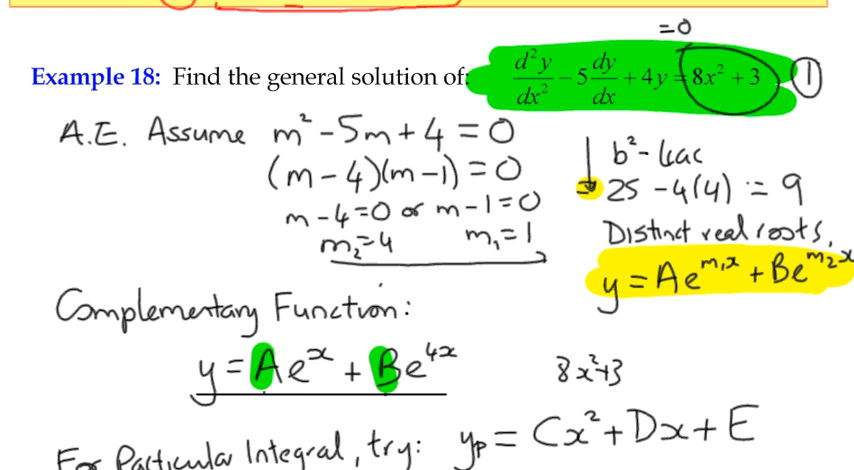 =0
Example 18: Find the general solution of: d²y/dx² − 5 dy/dx + 4y = 8x² + 3 ①
A.E. Assume m² − 5m + 4 = 0
(m − 4)(m − 1) = 0
m − 4 = 0 or m − 1 = 0
m₂ = 4 m₁ = 1
b² − 4ac
25 − 4(4) = 9
Distinct real roots,
y = Ae^m₁x + Be^m₂x
Complementary Function:
y = Ae^x + Be^4x
8x²+3
For Particular Integral, try: yₚ = Cx² + Dx + E